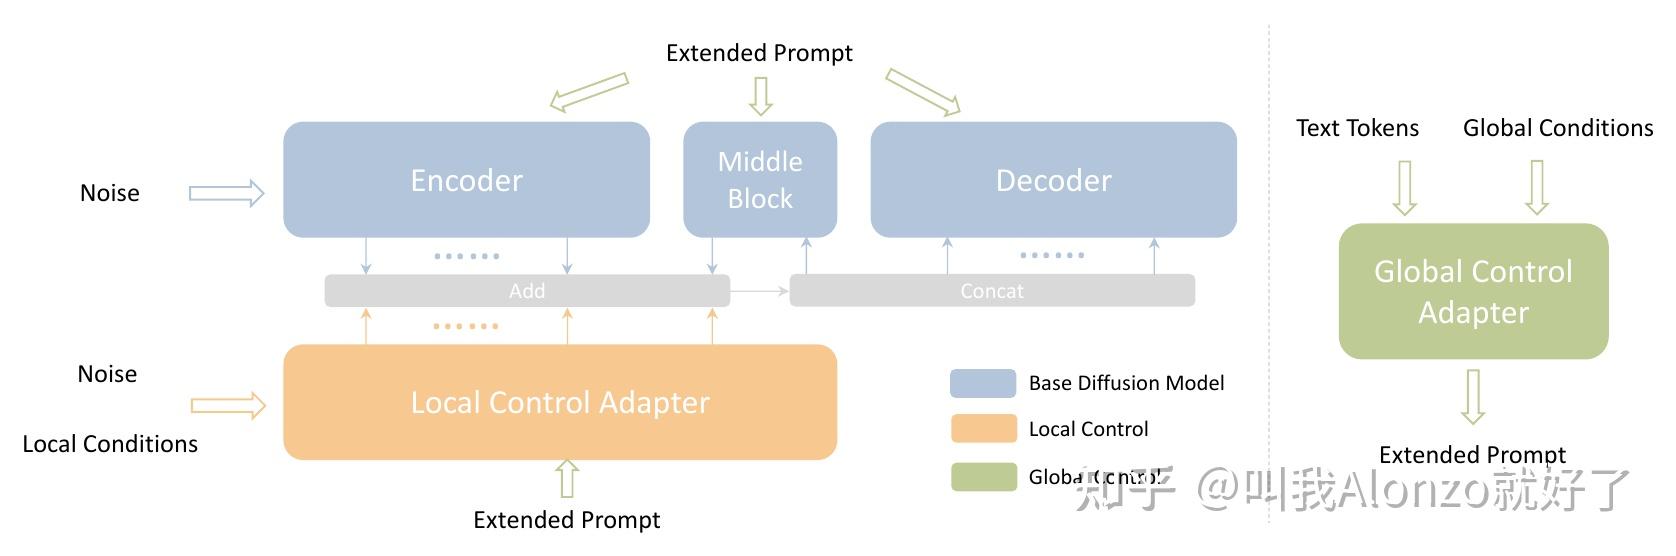 Extended Prompt
Noise
Encoder
Middle
Block
Decoder
Add
Concat
Noise
Local Conditions
Local Control Adapter
Extended Prompt
Base Diffusion Model
Local Control
Global Control
Text Tokens
Global Conditions
Global Control
Adapter
Extended Prompt
知乎 @叫我Alonzo就好了